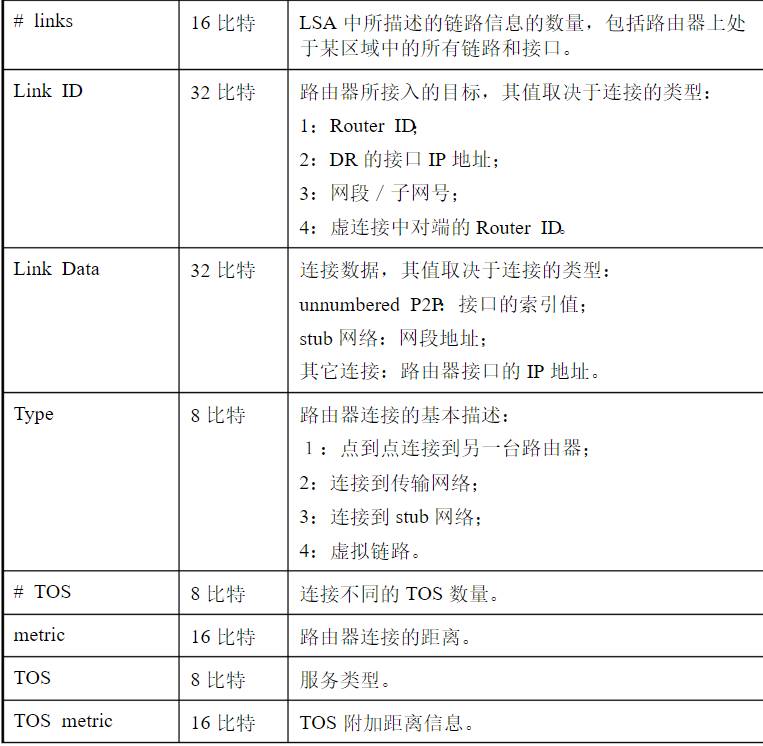 # links 16 比特 LSA 中所描述的链路信息的数量，包括路由器上处
于某区域中的所有链路和接口。
Link ID 32 比特 路由器所接入的目标，其值取决于连接的类型：
1：Router ID；
2：DR 的接口 IP 地址；
3：网段／子网号；
4：虚连接中对端的 Router ID。
Link Data 32 比特 连接数据，其值取决于连接的类型：
unnumbered P2P：接口的索引值；
stub 网络：网段地址；
其它连接：路由器接口的 IP 地址。
Type 8 比特 路由器连接的基本描述：
１：点到点连接到另一台路由器；
2：连接到传输网络；
3：连接到 stub 网络；
4：虚拟链路。
# TOS 8 比特 连接不同的 TOS 数量。
metric 16 比特 路由器连接的距离。
TOS 8 比特 服务类型。
TOS metric 16 比特 TOS 附加距离信息。